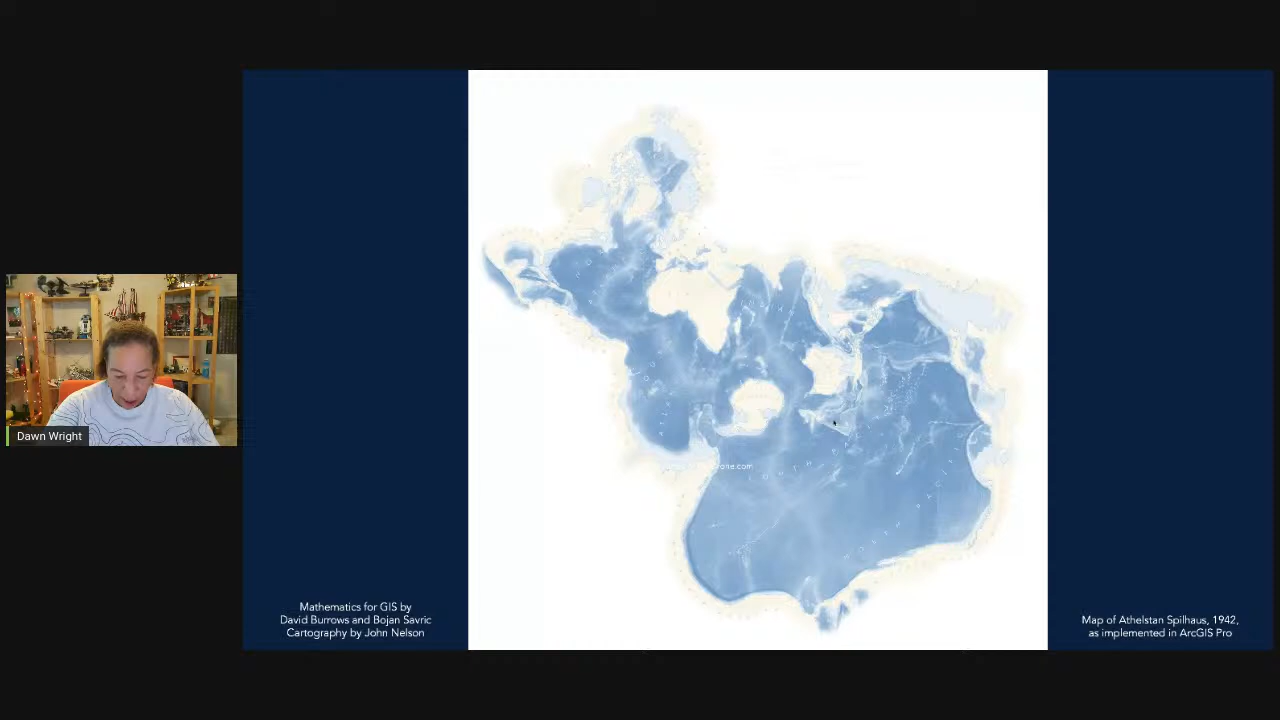 Dawn Wright
Mathematics for GIS by
David Burrows and Bojan Savric
Cartography by John Nelson
Map of Athelstan Spilhaus, 1942,
as implemented in ArcGIS Pro